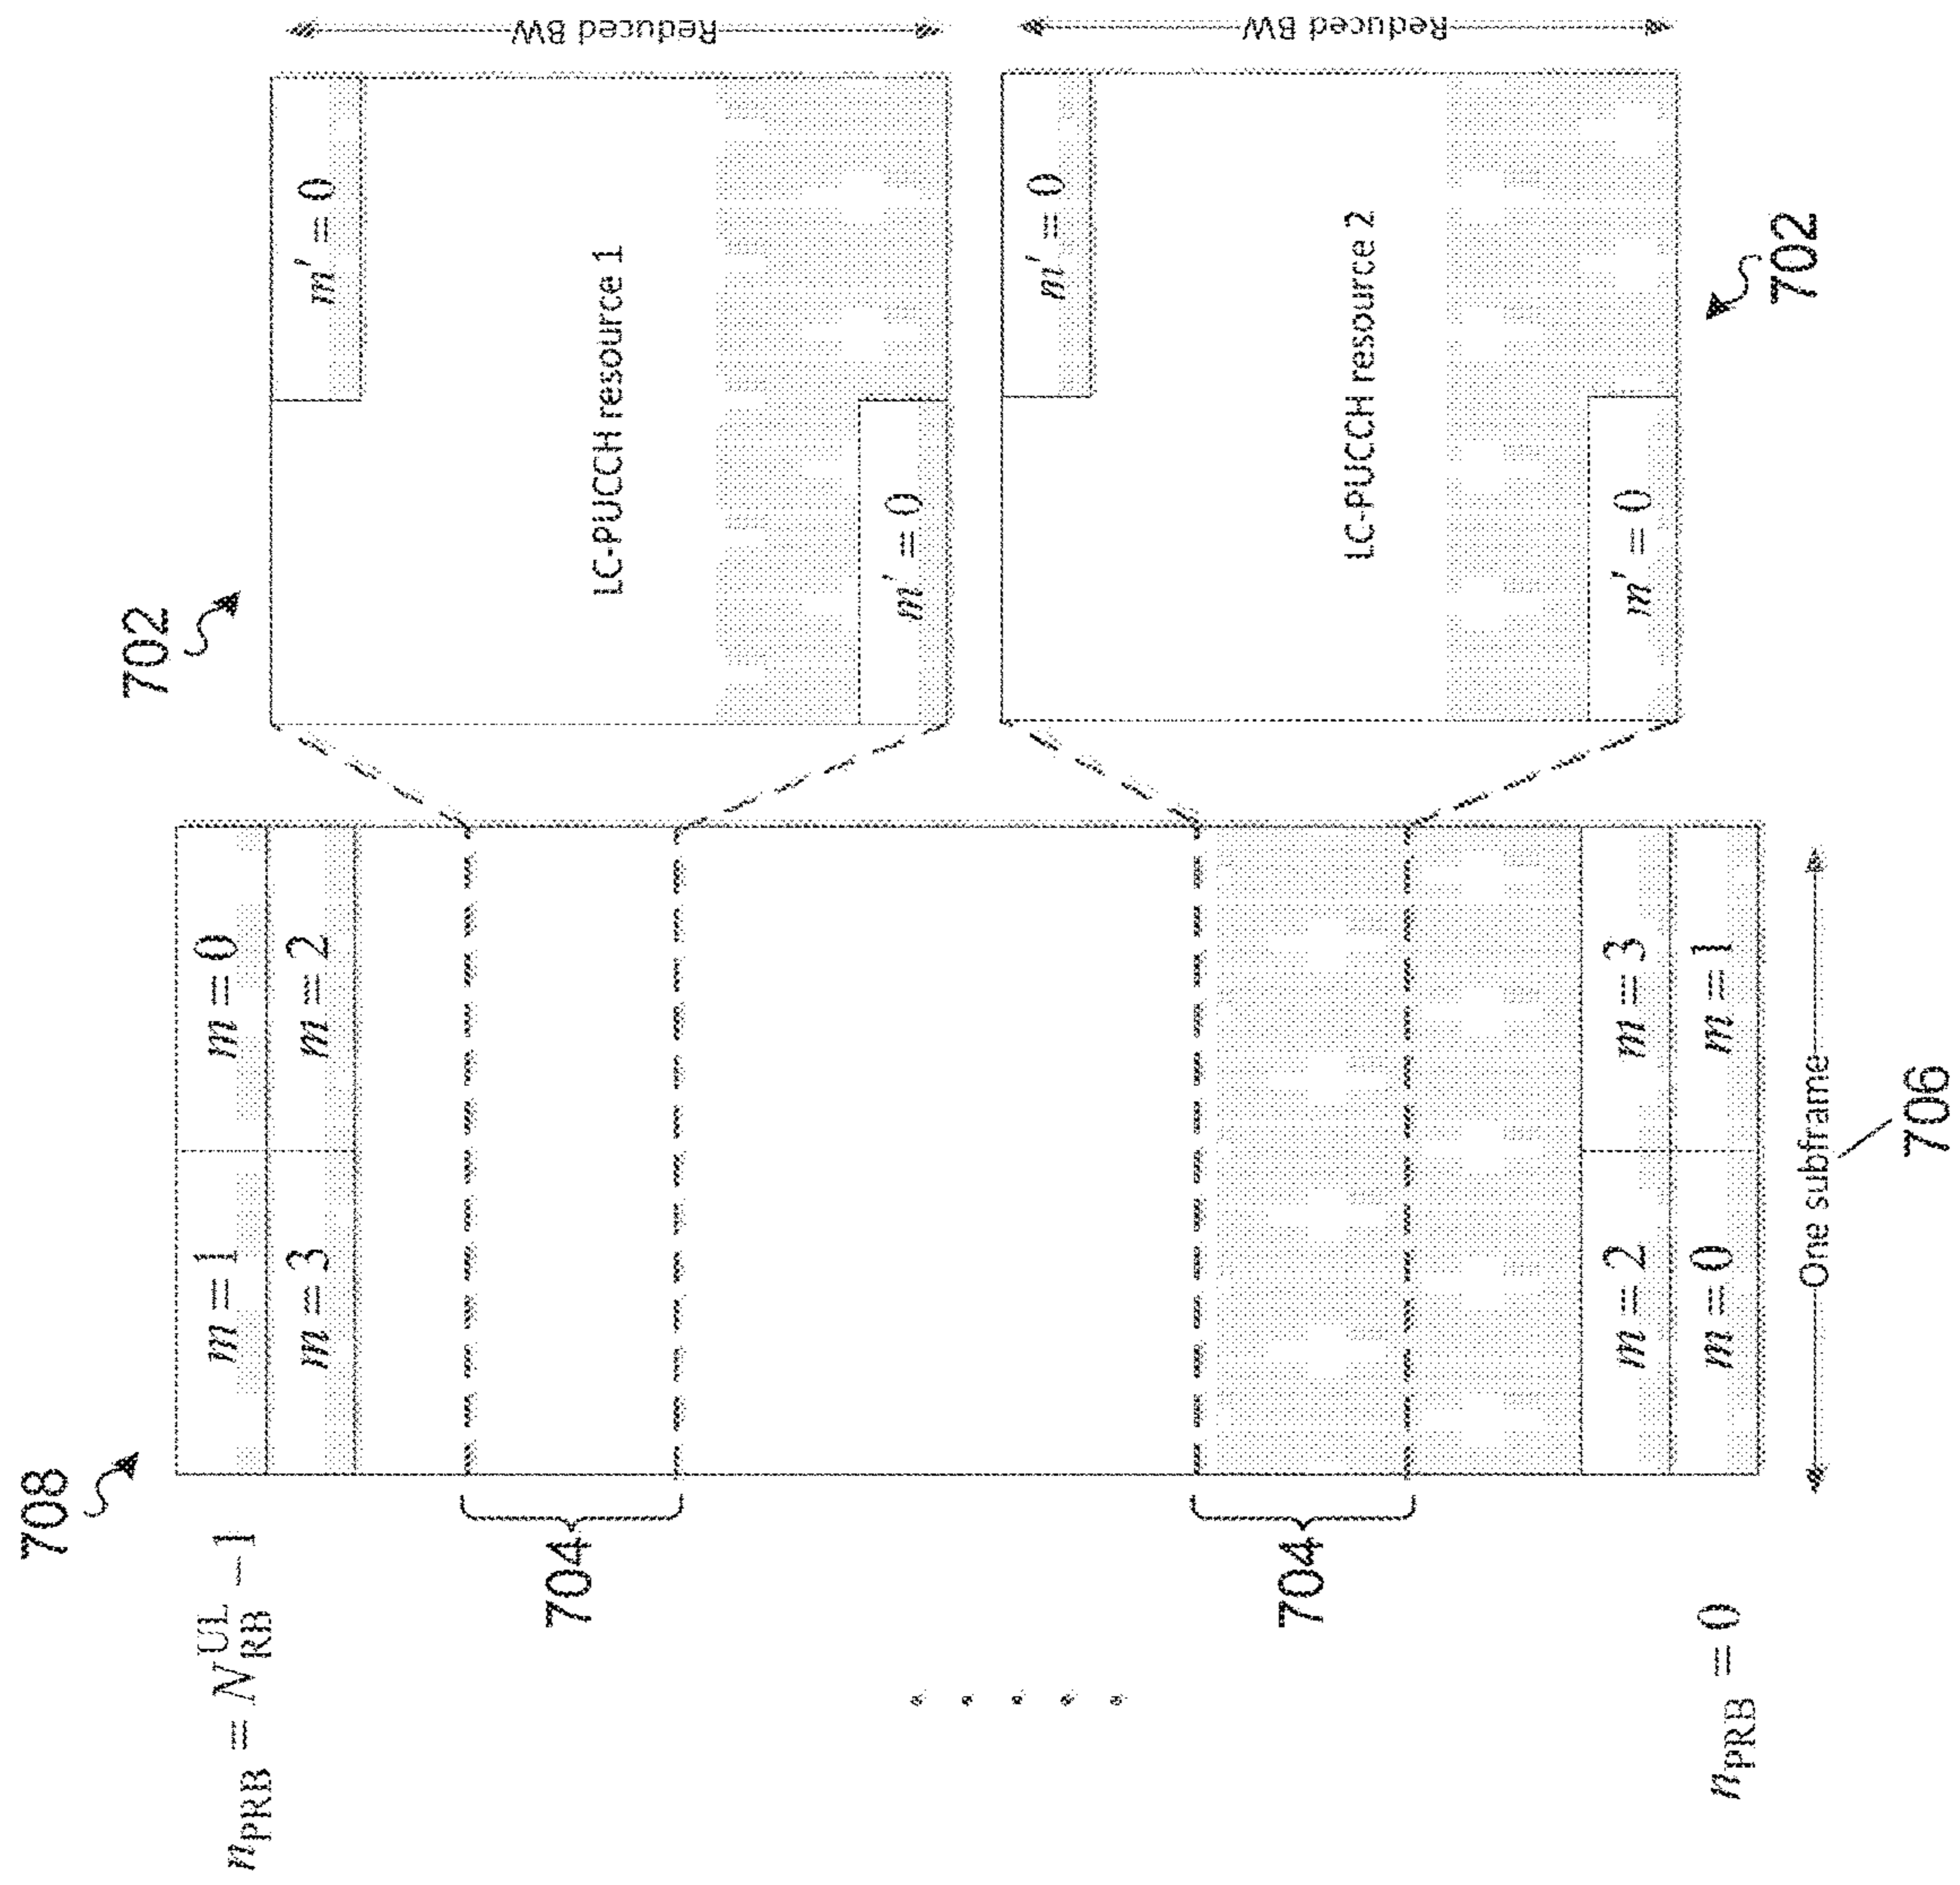 708
n_PRB = N_RB^UL − 1
m = 1
m = 0
m = 3
m = 2
704
704
m = 2
m = 3
m = 0
m = 1
n_PRB = 0
One subframe
706
702
m′ = 0
LC-PUCCH resource 1
m′ = 0
Reduced BW
m′ = 0
LC-PUCCH resource 2
m′ = 0
Reduced BW
702